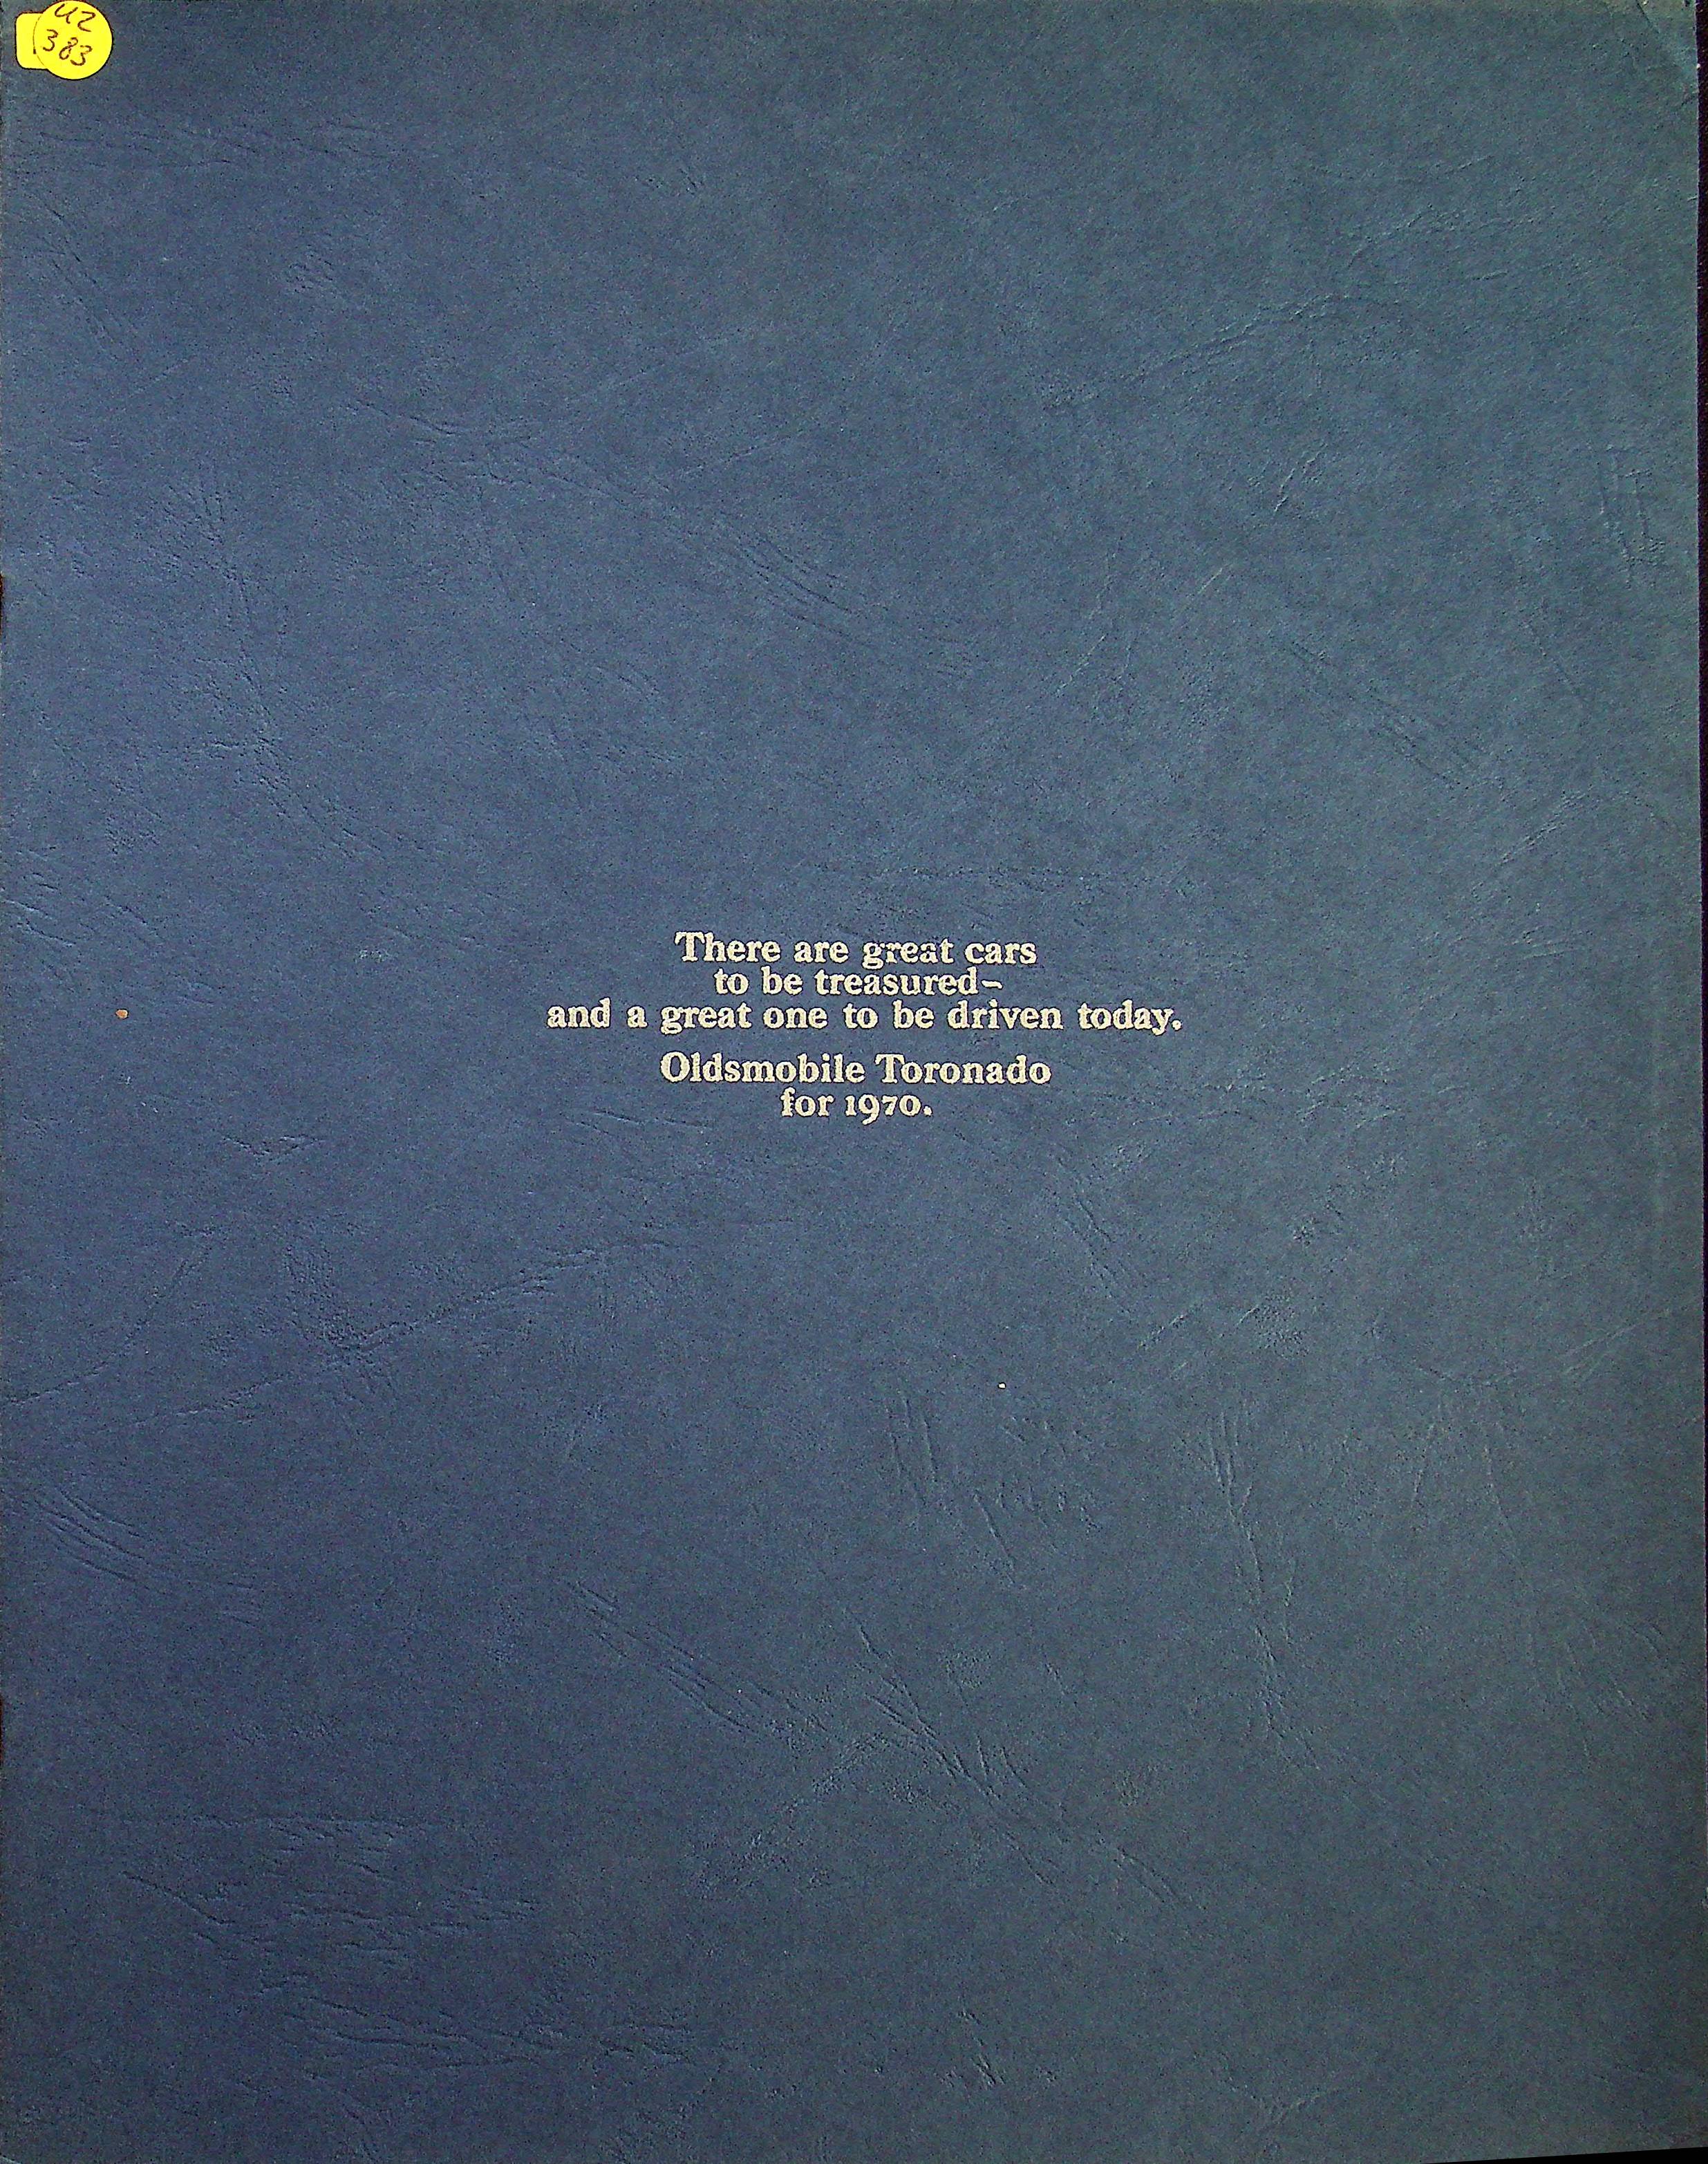 42
383
There are great cars
to be treasured–
and a great one to be driven today.
Oldsmobile Toronado
for 1970.